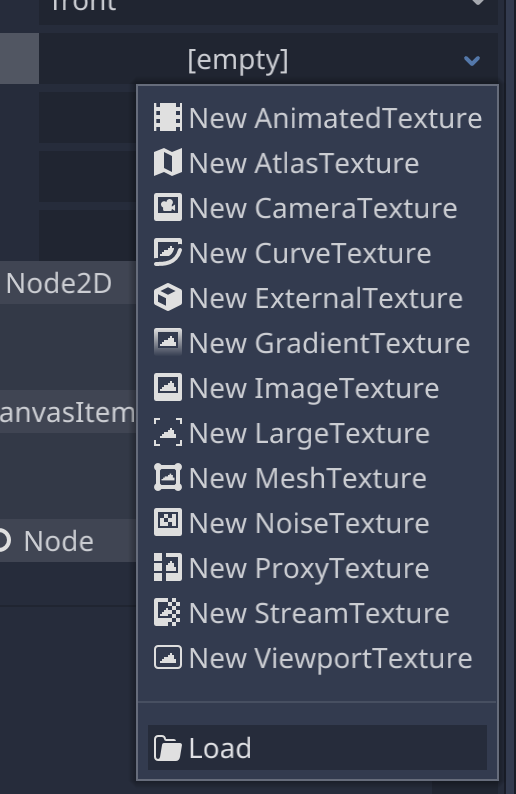 front
[empty]
New AnimatedTexture
New AtlasTexture
New CameraTexture
New CurveTexture
Node2D
New ExternalTexture
New GradientTexture
New ImageTexture
anvasItem
New LargeTexture
New MeshTexture
New NoiseTexture
Node
New ProxyTexture
New StreamTexture
New ViewportTexture
Load